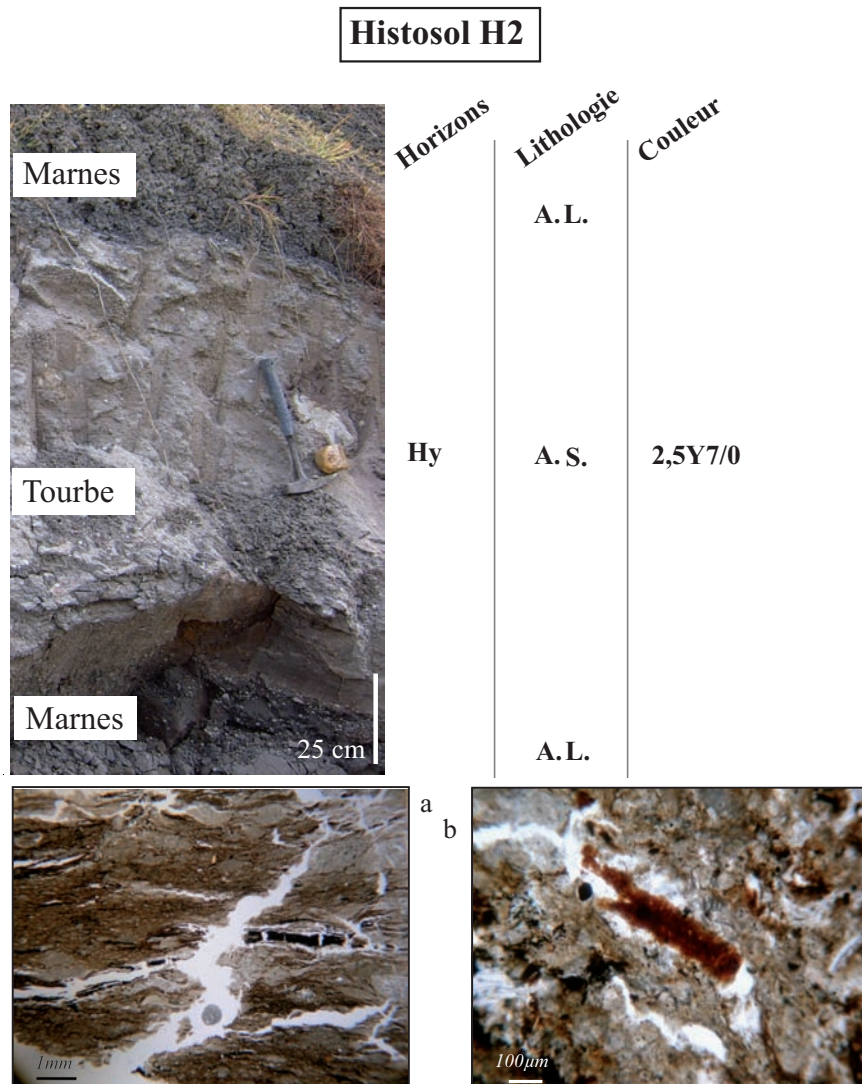 Histosol H2
Horizons
Lithologie
Couleur
Marnes
A. L.
Hy
A. S.
2,5Y7/0
Tourbe
Marnes
25 cm
A. L.
a
b
1mm
100µm